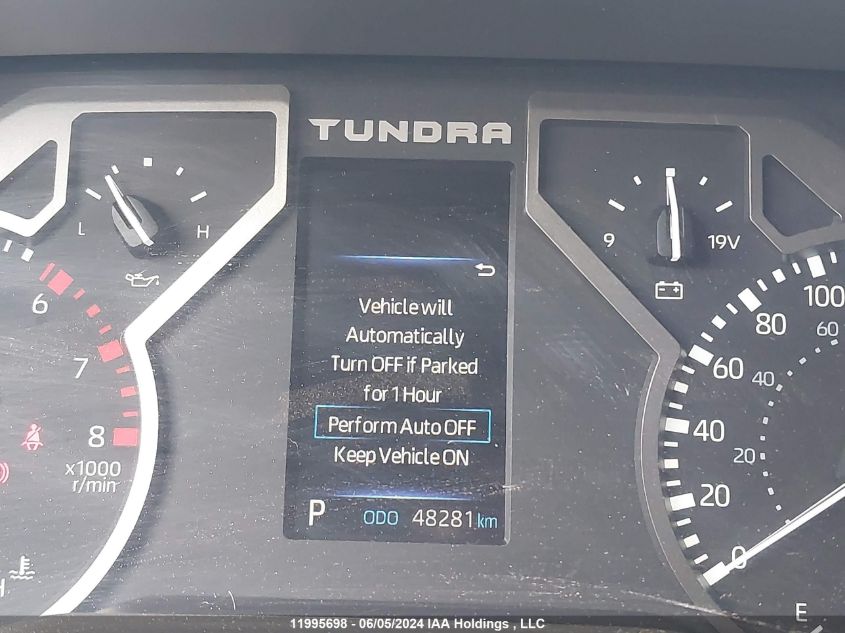 TUNDRA
L
H
9
19V
6
7
8
x1000
r/min
Vehicle will
Automatically
Turn OFF if Parked
for 1 Hour
Perform Auto OFF
Keep Vehicle ON
P ODO 48281 km
100
80
60
60
40
40
20
20
0
H
E
11995698 - 06/05/2024 IAA Holdings , LLC